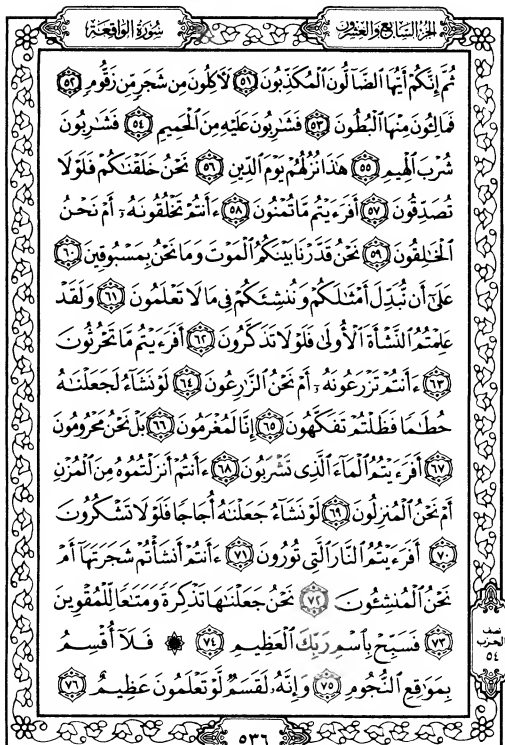 الجزء السابع والعشرون
سورة الواقعة
ثُمَّ إِنَّكُمْ أَيُّهَا الضَّآلُّونَ الْمُكَذِّبُونَ ٥١ لَأَكِلُونَ مِن شَجَرٍ مِّن زَقُّومٍ ٥٢
فَمَالِئُونَ مِنْهَا الْبُطُونَ ٥٣ فَشَارِبُونَ عَلَيْهِ مِنَ الْحَمِيمِ ٥٤ فَشَارِبُونَ
شُرْبَ الْهِيمِ ٥٥ هَٰذَا نُزُلُهُمْ يَوْمَ الدِّينِ ٥٦ نَحْنُ خَلَقْنَاكُمْ فَلَوْلَا
تُصَدِّقُونَ ٥٧ أَفَرَءَيْتُم مَّا تُمْنُونَ ٥٨ ءَأَنتُمْ تَخْلُقُونَهُۥٓ أَمْ نَحْنُ
الْخَالِقُونَ ٥٩ نَحْنُ قَدَّرْنَا بَيْنَكُمُ الْمَوْتَ وَمَا نَحْنُ بِمَسْبُوقِينَ ٦٠
عَلَىٰٓ أَن نُّبَدِّلَ أَمْثَالَكُمْ وَنُنشِئَكُمْ فِي مَا لَا تَعْلَمُونَ ٦١ وَلَقَدْ
عَلِمْتُمُ النَّشْأَةَ الْأُولَىٰ فَلَوْلَا تَذَكَّرُونَ ٦٢ أَفَرَءَيْتُم مَّا تَحْرُثُونَ
٦٣ ءَأَنتُمْ تَزْرَعُونَهُۥٓ أَمْ نَحْنُ الزَّارِعُونَ ٦٤ لَوْ نَشَآءُ لَجَعَلْنَاهُ
حُطَامًا فَظَلْتُمْ تَفَكَّهُونَ ٦٥ إِنَّا لَمُغْرَمُونَ ٦٦ بَلْ نَحْنُ مَحْرُومُونَ
٦٧ أَفَرَءَيْتُمُ الْمَآءَ الَّذِي تَشْرَبُونَ ٦٨ ءَأَنتُمْ أَنزَلْتُمُوهُ مِنَ الْمُزْنِ
أَمْ نَحْنُ الْمُنزِلُونَ ٦٩ لَوْ نَشَآءُ جَعَلْنَاهُ أُجَاجًا فَلَوْلَا تَشْكُرُونَ
٧٠ أَفَرَءَيْتُمُ النَّارَ الَّتِي تُورُونَ ٧١ ءَأَنتُمْ أَنشَأْتُمْ شَجَرَتَهَآ أَمْ
نَحْنُ الْمُنشِئُونَ ٧٢ نَحْنُ جَعَلْنَاهَا تَذْكِرَةً وَمَتَاعًا لِّلْمُقْوِينَ
٧٣ فَسَبِّحْ بِاسْمِ رَبِّكَ الْعَظِيمِ ٧٤ ۞ فَلَآ أُقْسِمُ
بِمَوَاقِعِ النُّجُومِ ٧٥ وَإِنَّهُۥ لَقَسَمٌ لَّوْ تَعْلَمُونَ عَظِيمٌ ٧٦
نصف
الحزب
٥٤
٥٣٦